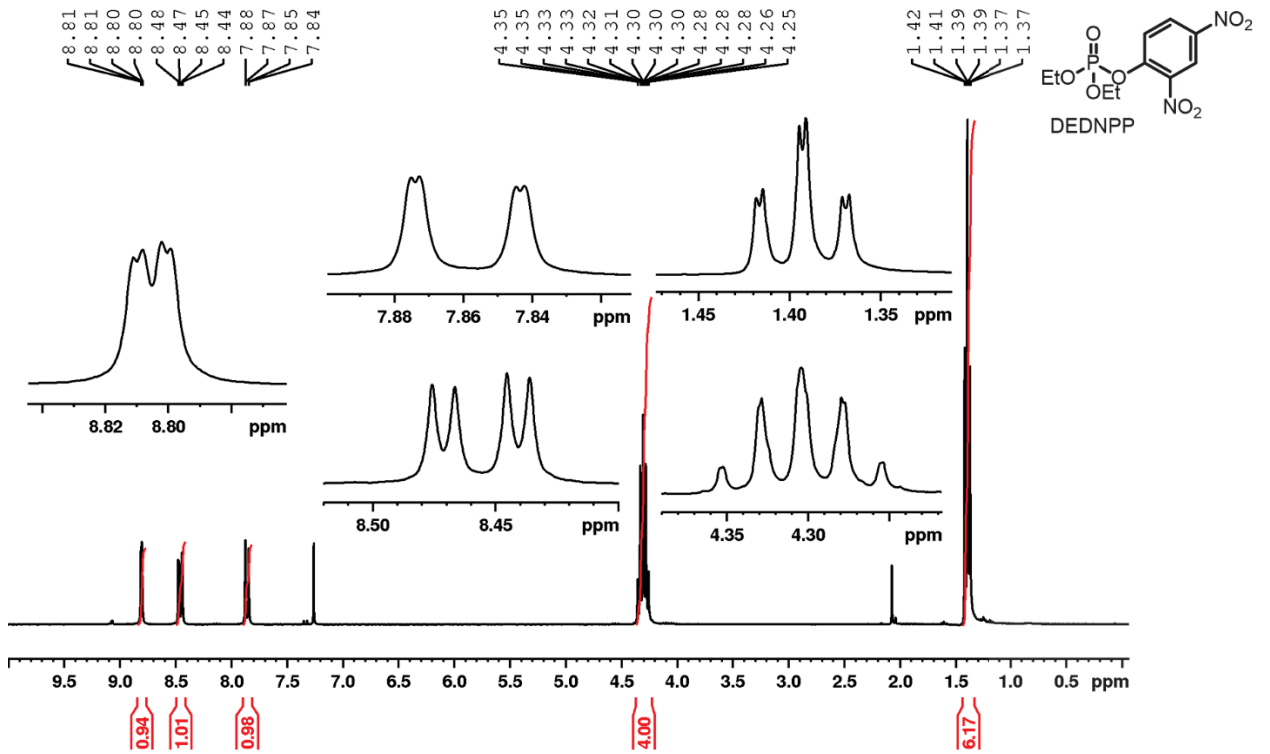 8.81 8.81 8.80 8.80 8.48 8.47 8.45 8.44 7.88 7.87 7.85 7.84
4.35 4.35 4.33 4.33 4.32 4.31 4.30 4.30 4.30 4.28 4.28 4.28 4.26 4.25
1.42 1.41 1.39 1.39 1.37 1.37
NO2
O
EtO P O
OEt
NO2
DEDNPP
7.88 7.86 7.84 ppm
1.45 1.40 1.35 ppm
8.82 8.80 ppm
8.50 8.45 ppm
4.35 4.30 ppm
9.5 9.0 8.5 8.0 7.5 7.0 6.5 6.0 5.5 5.0 4.5 4.0 3.5 3.0 2.5 2.0 1.5 1.0 0.5 ppm
0.94 1.01 0.98 4.00 6.17